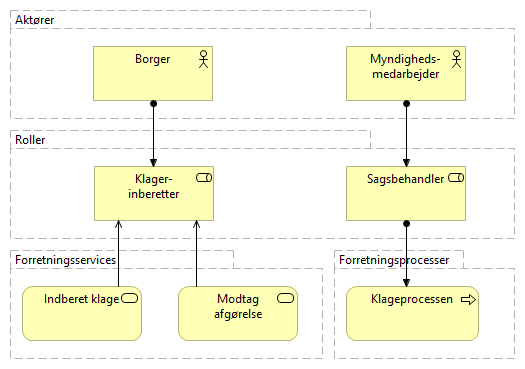 Aktører
Borger
Myndigheds-
medarbejder
Roller
Klager-
inberetter
Sagsbehandler
Forretningsservices
Forretningsprocesser
Indberet klage
Modtag
afgørelse
Klageprocessen